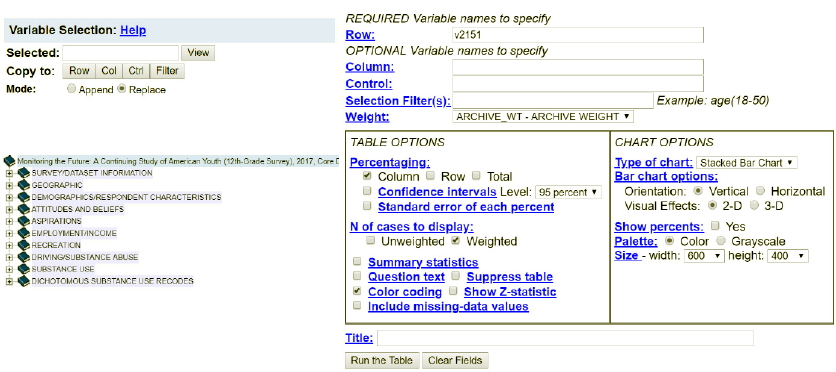 Variable Selection: Help
Selected: View
Copy to: Row Col Ctrl Filter
Mode: Append Replace
Monitoring the Future: A Continuing Study of American Youth (12th-Grade Survey), 2017, Core D
SURVEY/DATASET INFORMATION
GEOGRAPHIC
DEMOGRAPHICS/RESPONDENT CHARACTERISTICS
ATTITUDES AND BELIEFS
ASPIRATIONS
EMPLOYMENT/INCOME
RECREATION
DRIVING/SUBSTANCE ABUSE
SUBSTANCE USE
DICHOTOMOUS SUBSTANCE USE RECODES
REQUIRED Variable names to specify
Row: v2151
OPTIONAL Variable names to specify
Column:
Control:
Selection Filter(s): Example: age(18-50)
Weight: ARCHIVE_WT - ARCHIVE WEIGHT
TABLE OPTIONS
Percentaging:
Column Row Total
Confidence intervals Level: 95 percent
Standard error of each percent
N of cases to display:
Unweighted Weighted
Summary statistics
Question text Suppress table
Color coding Show Z-statistic
Include missing-data values
CHART OPTIONS
Type of chart: Stacked Bar Chart
Bar chart options:
Orientation: Vertical Horizontal
Visual Effects: 2-D 3-D
Show percents: Yes
Palette: Color Grayscale
Size - width: 600 height: 400
Title:
Run the Table Clear Fields